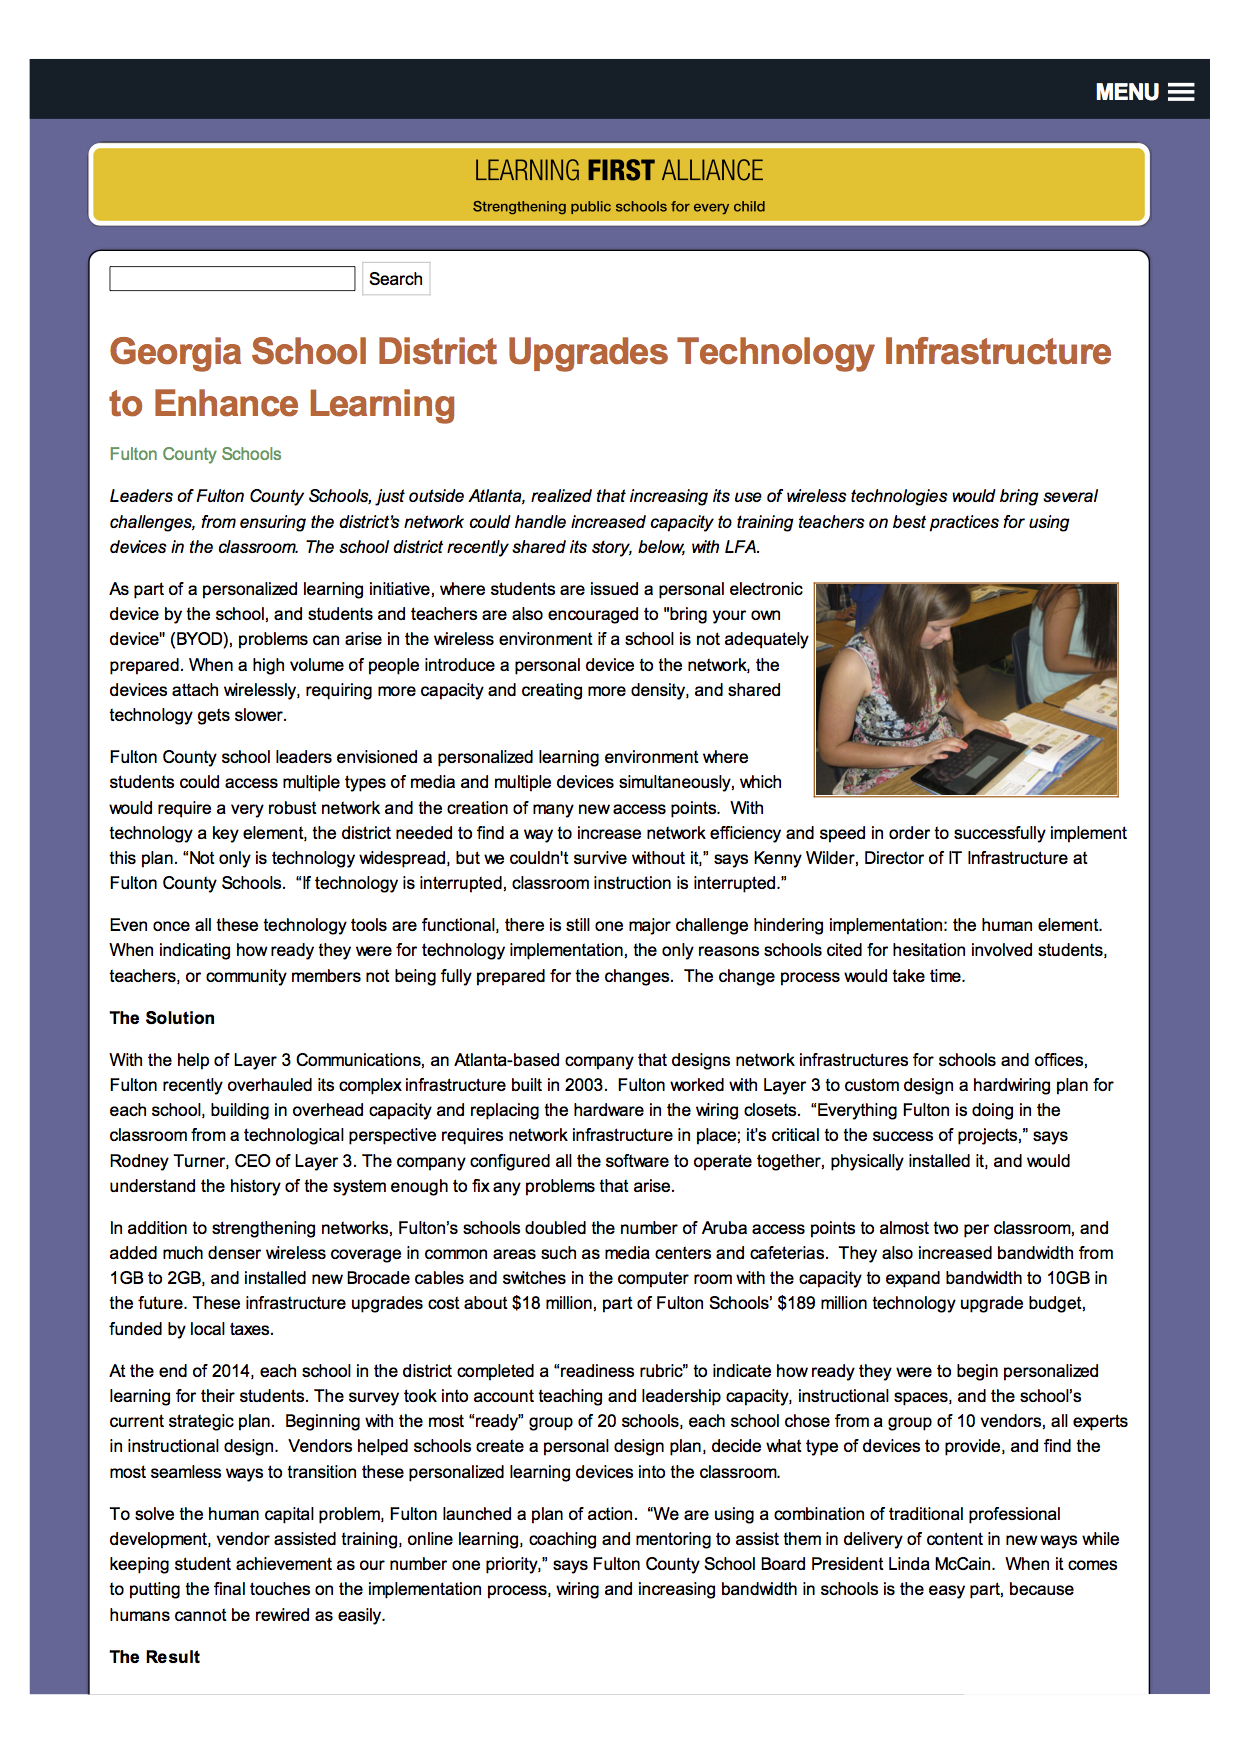 MENU
LEARNING FIRST ALLIANCE
Strengthening public schools for every child
Search
Georgia School District Upgrades Technology Infrastructure
to Enhance Learning
Fulton County Schools
Leaders of Fulton County Schools, just outside Atlanta, realized that increasing its use of wireless technologies would bring several
challenges, from ensuring the district's network could handle increased capacity to training teachers on best practices for using
devices in the classroom. The school district recently shared its story, below, with LFA.
As part of a personalized learning initiative, where students are issued a personal electronic
device by the school, and students and teachers are also encouraged to "bring your own
device" (BYOD), problems can arise in the wireless environment if a school is not adequately
prepared. When a high volume of people introduce a personal device to the network, the
devices attach wirelessly, requiring more capacity and creating more density, and shared
technology gets slower.
Fulton County school leaders envisioned a personalized learning environment where
students could access multiple types of media and multiple devices simultaneously, which
would require a very robust network and the creation of many new access points.  With
technology a key element, the district needed to find a way to increase network efficiency and speed in order to successfully implement
this plan. “Not only is technology widespread, but we couldn't survive without it,” says Kenny Wilder, Director of IT Infrastructure at
Fulton County Schools.  “If technology is interrupted, classroom instruction is interrupted.”
Even once all these technology tools are functional, there is still one major challenge hindering implementation: the human element.
When indicating how ready they were for technology implementation, the only reasons schools cited for hesitation involved students,
teachers, or community members not being fully prepared for the changes.  The change process would take time.
The Solution
With the help of Layer 3 Communications, an Atlanta-based company that designs network infrastructures for schools and offices,
Fulton recently overhauled its complex infrastructure built in 2003.  Fulton worked with Layer 3 to custom design a hardwiring plan for
each school, building in overhead capacity and replacing the hardware in the wiring closets.  “Everything Fulton is doing in the
classroom from a technological perspective requires network infrastructure in place; it’s critical to the success of projects,” says
Rodney Turner, CEO of Layer 3. The company configured all the software to operate together, physically installed it, and would
understand the history of the system enough to fix any problems that arise.
In addition to strengthening networks, Fulton’s schools doubled the number of Aruba access points to almost two per classroom, and
added much denser wireless coverage in common areas such as media centers and cafeterias.  They also increased bandwidth from
1GB to 2GB, and installed new Brocade cables and switches in the computer room with the capacity to expand bandwidth to 10GB in
the future. These infrastructure upgrades cost about $18 million, part of Fulton Schools’ $189 million technology upgrade budget,
funded by local taxes.
At the end of 2014, each school in the district completed a “readiness rubric” to indicate how ready they were to begin personalized
learning for their students. The survey took into account teaching and leadership capacity, instructional spaces, and the school’s
current strategic plan.  Beginning with the most “ready” group of 20 schools, each school chose from a group of 10 vendors, all experts
in instructional design.  Vendors helped schools create a personal design plan, decide what type of devices to provide, and find the
most seamless ways to transition these personalized learning devices into the classroom.
To solve the human capital problem, Fulton launched a plan of action.  “We are using a combination of traditional professional
development, vendor assisted training, online learning, coaching and mentoring to assist them in delivery of content in new ways while
keeping student achievement as our number one priority,” says Fulton County School Board President Linda McCain.  When it comes
to putting the final touches on the implementation process, wiring and increasing bandwidth in schools is the easy part, because
humans cannot be rewired as easily.
The Result